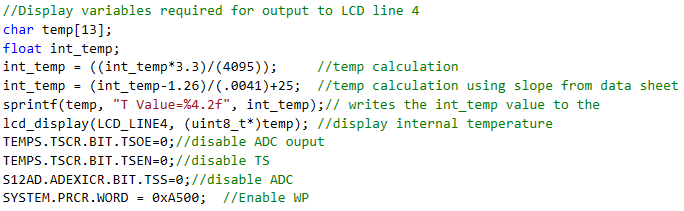 //Display variables required for output to LCD line 4
char temp[13];
float int_temp;
int_temp = ((int_temp*3.3)/(4095));     //temp calculation
int_temp = (int_temp-1.26)/(.0041)+25;  //temp calculation using slope from data sheet
sprintf(temp, "T Value=%4.2f", int_temp);// writes the int_temp value to the
lcd_display(LCD_LINE4, (uint8_t*)temp); //display internal temperature
TEMPS.TSCR.BIT.TSOE=0;//disable ADC ouput
TEMPS.TSCR.BIT.TSEN=0;//disable TS
S12AD.ADEXICR.BIT.TSS=0;//disable ADC
SYSTEM.PRCR.WORD = 0xA500;  //Enable WP